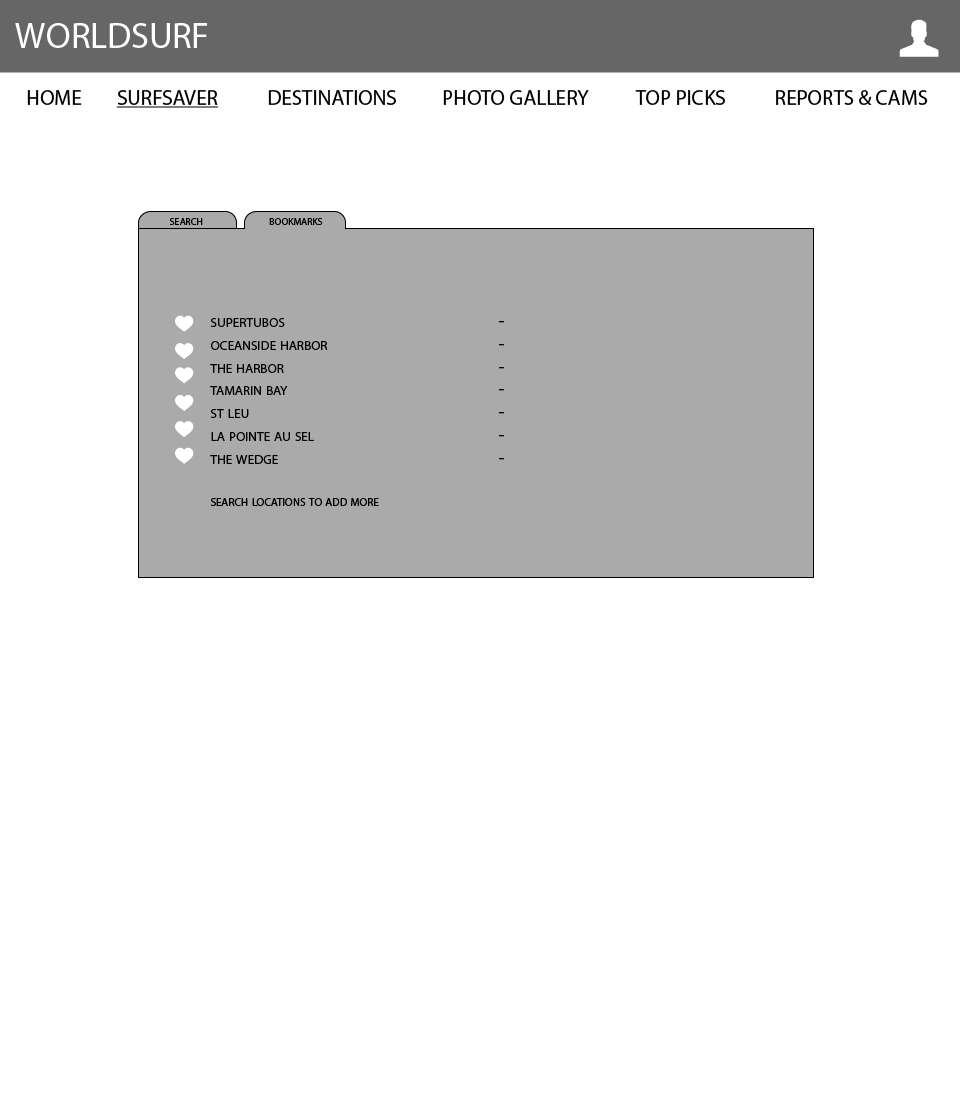 WORLDSURF
HOME SURFSAVER DESTINATIONS PHOTO GALLERY TOP PICKS REPORTS & CAMS
SEARCH BOOKMARKS
SUPERTUBOS -
OCEANSIDE HARBOR -
THE HARBOR -
TAMARIN BAY -
ST LEU -
LA POINTE AU SEL -
THE WEDGE -
SEARCH LOCATIONS TO ADD MORE